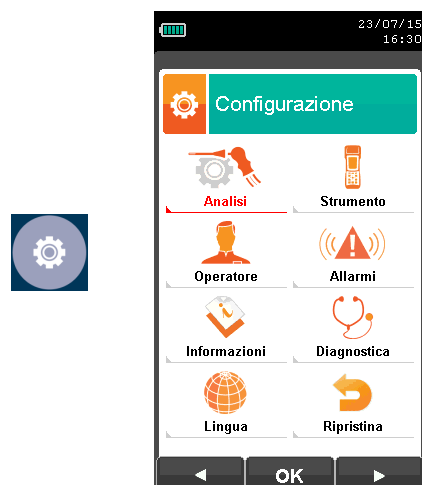 23/07/15
16:30
Configurazione
Analisi
Strumento
Operatore
Allarmi
Informazioni
Diagnostica
Lingua
Ripristina
OK